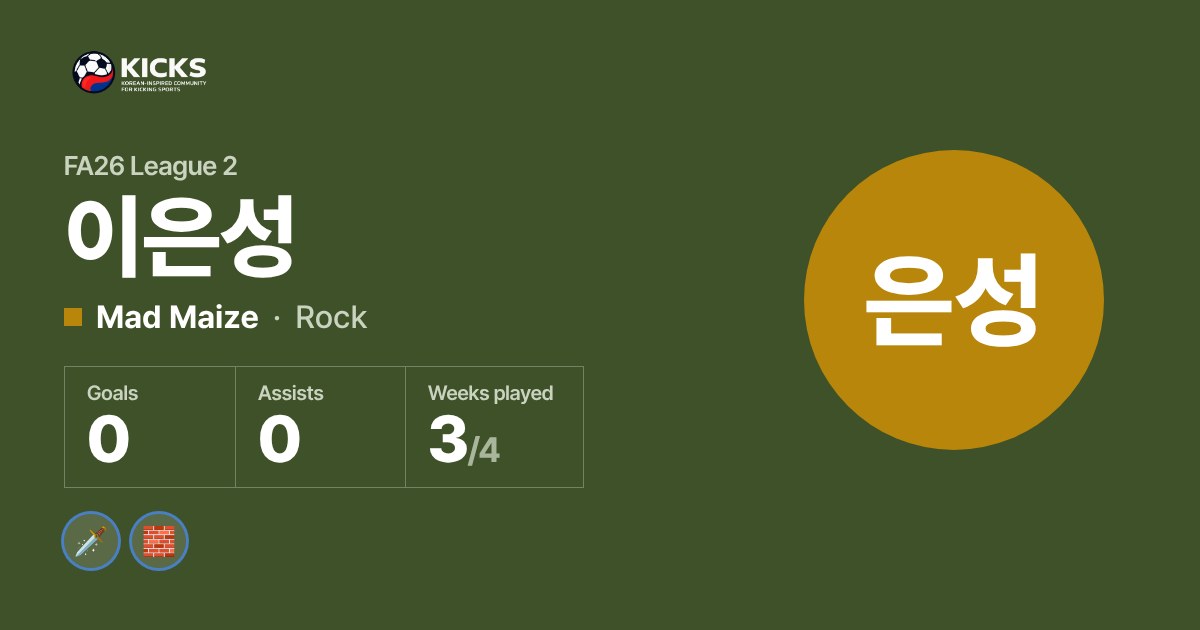 KICKS
KOREAN-INSPIRED COMMUNITY
FOR KICKING SPORTS
FA26 League 2
이은성
Mad Maize · Rock
Goals
0
Assists
0
Weeks played
3/4
은성